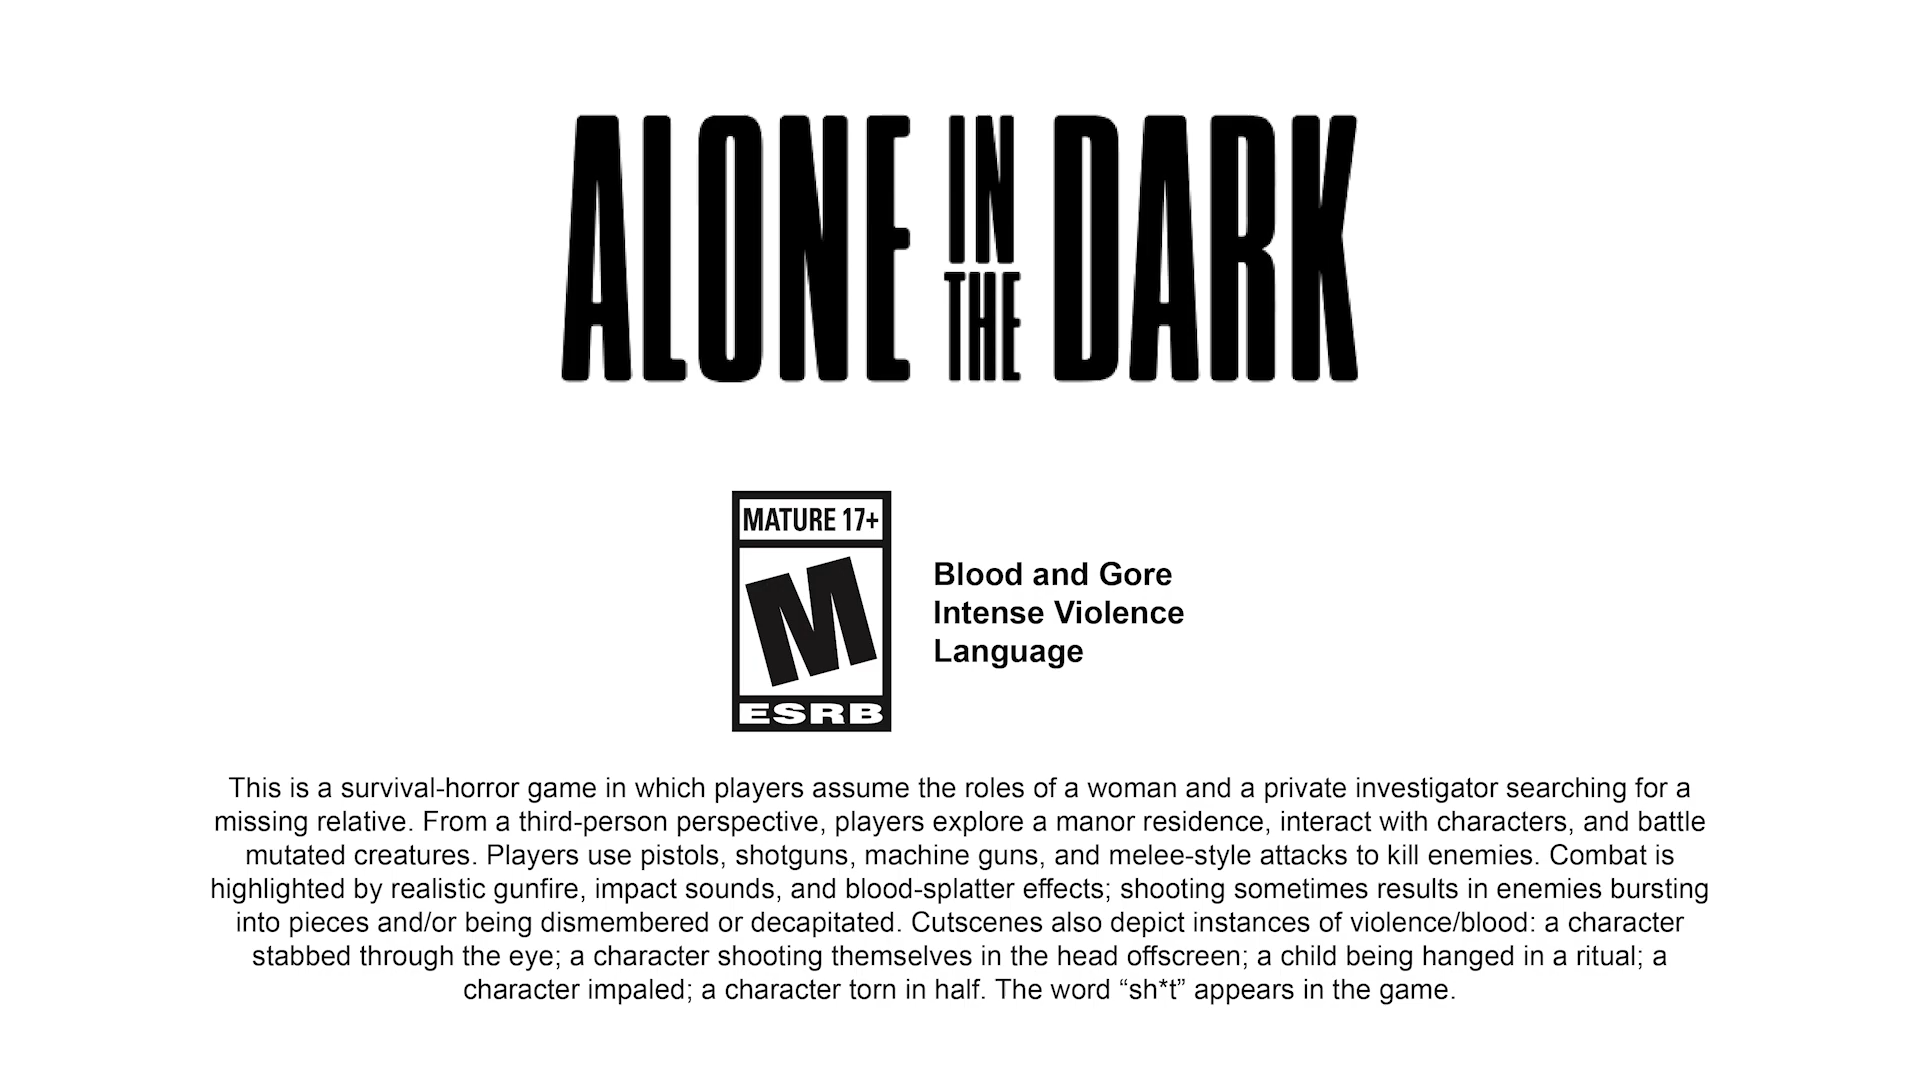 ALONE IN THE DARK
MATURE 17+
M
ESRB
Blood and Gore
Intense Violence
Language
This is a survival-horror game in which players assume the roles of a woman and a private investigator searching for a
missing relative. From a third-person perspective, players explore a manor residence, interact with characters, and battle
mutated creatures. Players use pistols, shotguns, machine guns, and melee-style attacks to kill enemies. Combat is
highlighted by realistic gunfire, impact sounds, and blood-splatter effects; shooting sometimes results in enemies bursting
into pieces and/or being dismembered or decapitated. Cutscenes also depict instances of violence/blood: a character
stabbed through the eye; a character shooting themselves in the head offscreen; a child being hanged in a ritual; a
character impaled; a character torn in half. The word “sh*t” appears in the game.